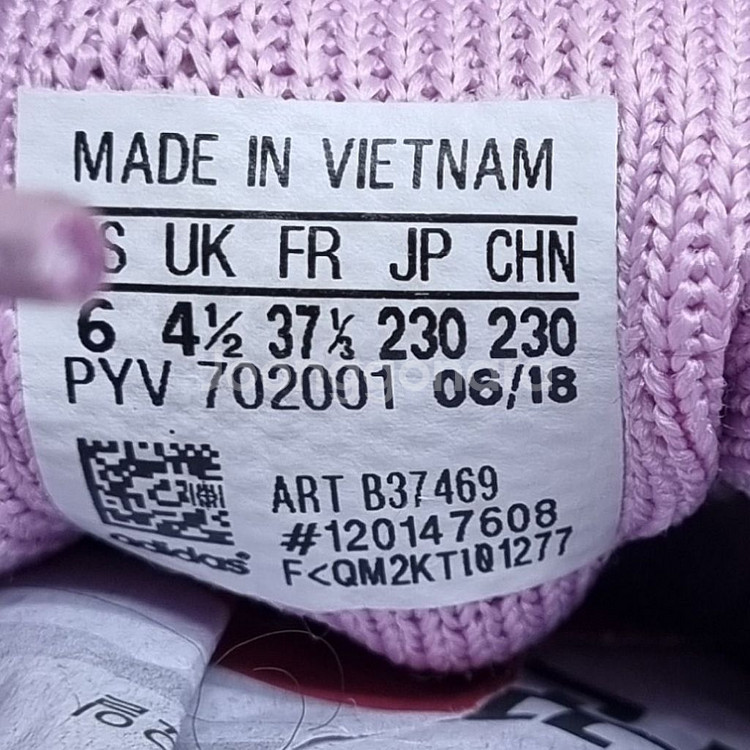 MADE IN VIETNAM
S UK FR JP CHN
6 4½ 37⅓ 230 230
PYV 702001 06/18
ART B37469
#120147608
adidas
F<QM2KTI01277